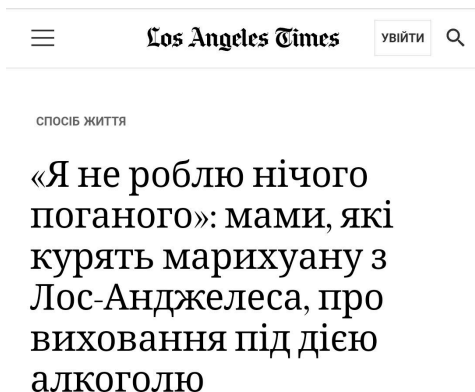 Los Angeles Times
УВІЙТИ
СПОСІБ ЖИТТЯ
«Я не роблю нічого
поганого»: мами, які
курять марихуану з
Лос-Анджелеса, про
виховання під дією
алкоголю